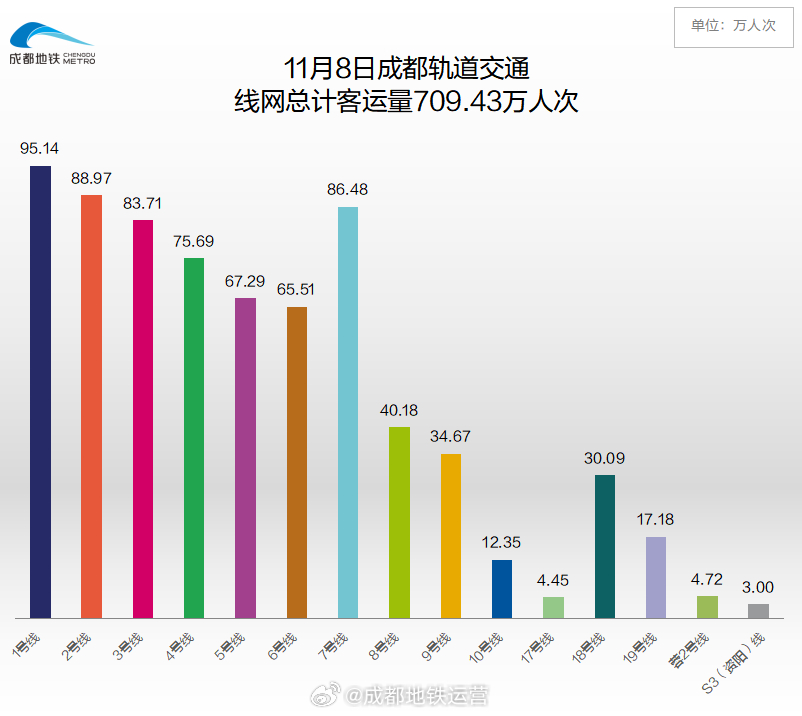 成都地铁 CHENGDU METRO
单位：万人次
11月8日成都轨道交通
线网总计客运量709.43万人次
95.14
88.97
83.71
75.69
67.29
65.51
86.48
40.18
34.67
12.35
4.45
30.09
17.18
4.72
3.00
1号线
2号线
3号线
4号线
5号线
6号线
7号线
8号线
9号线
10号线
17号线
18号线
19号线
蓉2号线
S3（资阳）线
@成都地铁运营